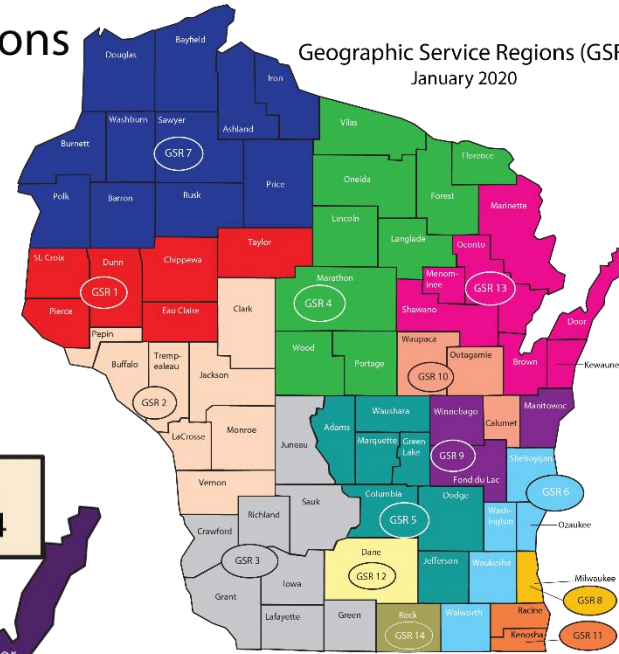 ons
Geographic Service Regions (GSR
January 2020
Bayfield
Douglas
Iron
Washburn
Sawyer
Ashland
Burnett
GSR 7
Price
Polk
Barron
Rusk
Vilas
Florence
Oneida
Forest
Marinette
Lincoln
Langlade
Oconto
St. Croix
Dunn
Chippewa
Taylor
Marathon
Menom-
inee
GSR 13
GSR 1
GSR 4
Pierce
Eau Claire
Clark
Shawano
Door
Pepin
Buffalo
Tremp-
ealeau
Jackson
Wood
Portage
Waupaca
Outagamie
Brown
Kewaune
GSR 10
GSR 2
Waushara
Winnebago
Calumet
Manitowoc
LaCrosse
Monroe
Juneau
Adams
Marquette
Green
Lake
GSR 9
Sheboygan
Fond du Lac
Vernon
Columbia
Dodge
GSR 6
Sauk
Wash-
ington
Ozaukee
4
Richland
Crawford
GSR 5
GSR 3
Dane
Jefferson
Waukesha
Milwaukee
GSR 12
Iowa
GSR 8
Grant
Lafayette
Green
Rock
Walworth
Racine
GSR 14
Kenosha
GSR 11
or